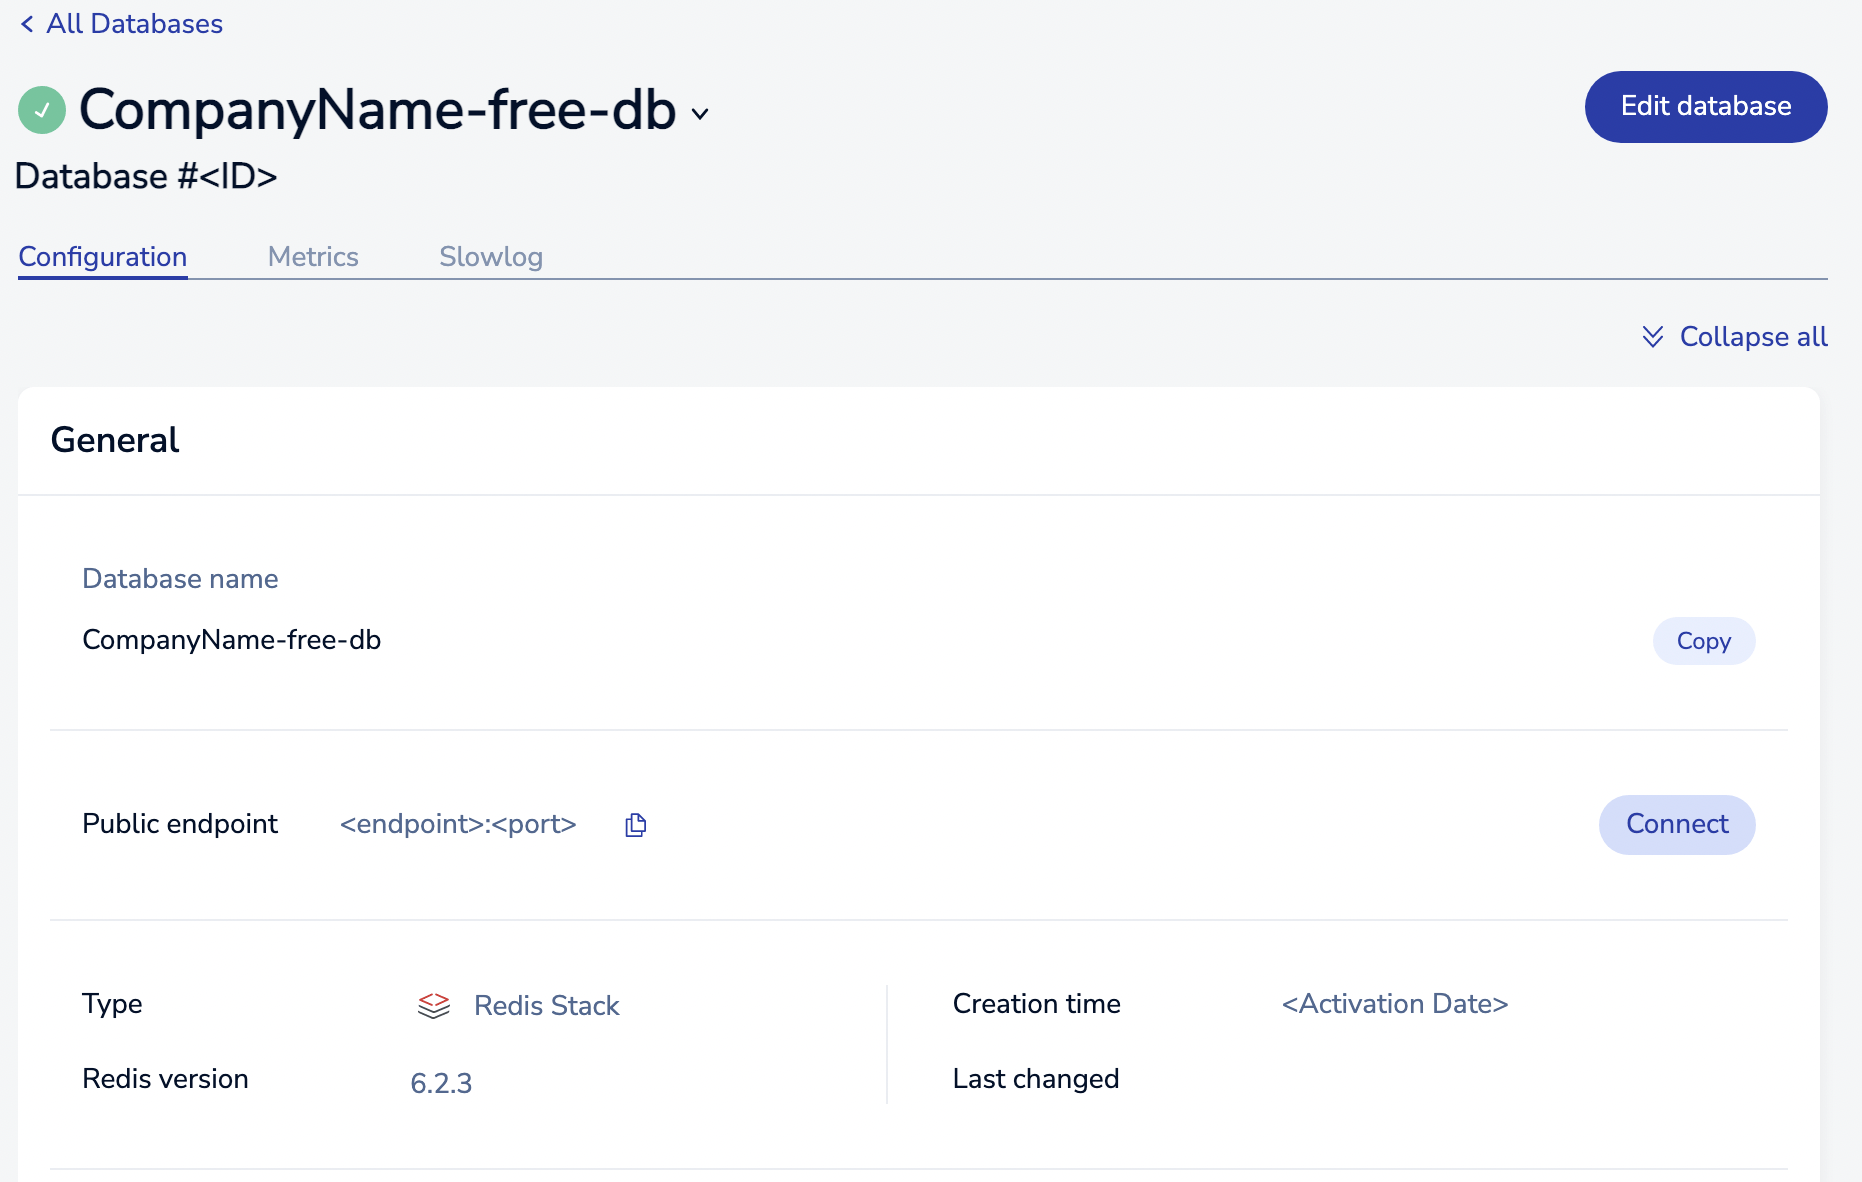 All Databases
CompanyName-free-db
Edit database
Database #<ID>
Configuration Metrics Slowlog
Collapse all
General
Database name
CompanyName-free-db
Copy
Public endpoint <endpoint>:<port>
Connect
Type Redis Stack
Creation time <Activation Date>
Redis version 6.2.3
Last changed